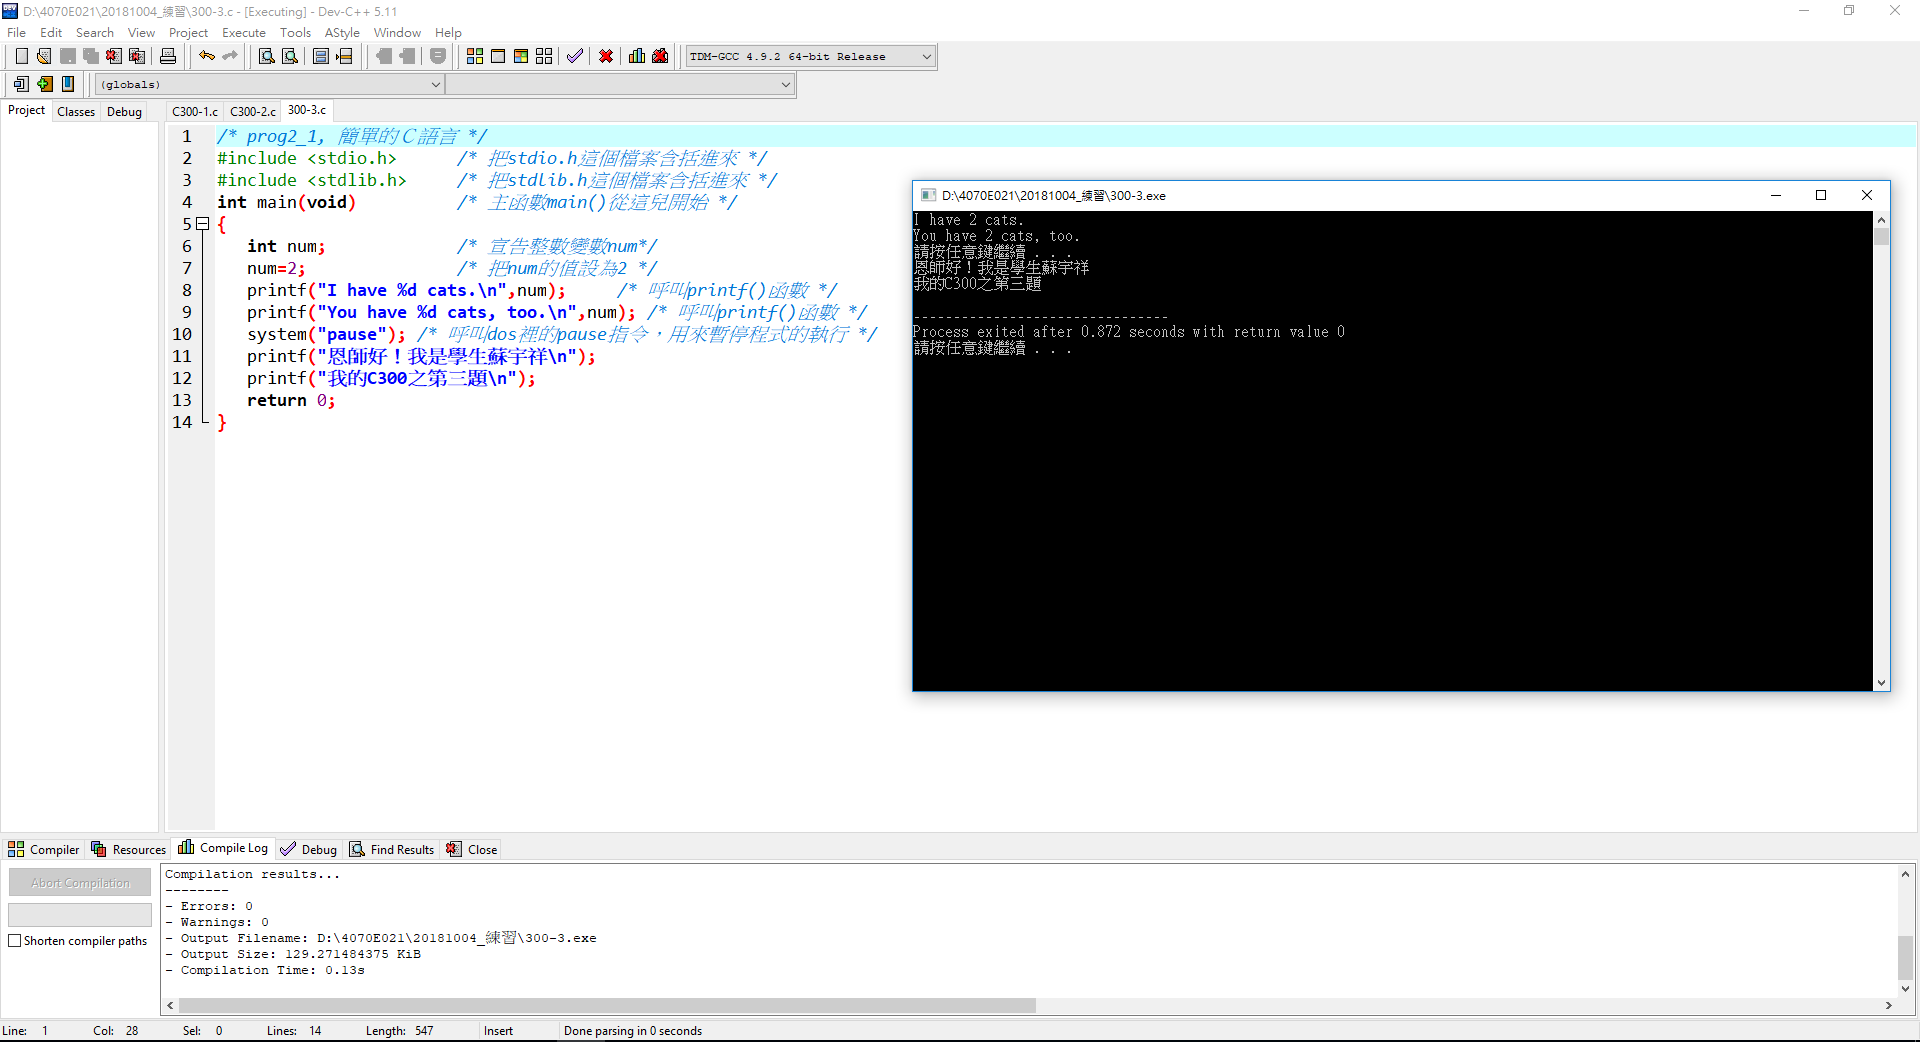 D:\4070E021\20181004_練習\300-3.c - [Executing] - Dev-C++ 5.11
File Edit Search View Project Execute Tools AStyle Window Help
TDM-GCC 4.9.2 64-bit Release
(globals)
Project Classes Debug
C300-1.c C300-2.c 300-3.c
1 /* prog2_1, 簡單的Ｃ語言 */
2 #include <stdio.h> /* 把stdio.h這個檔案含括進來 */
3 #include <stdlib.h> /* 把stdlib.h這個檔案含括進來 */
4 int main(void) /* 主函數main()從這兒開始 */
5 {
6 int num; /* 宣告整數變數num*/
7 num=2; /* 把num的值設為2 */
8 printf("I have %d cats.\n",num); /* 呼叫printf()函數 */
9 printf("You have %d cats, too.\n",num); /* 呼叫printf()函數 */
10 system("pause"); /* 呼叫dos裡的pause指令，用來暫停程式的執行 */
11 printf("恩師好！我是學生蘇宇祥\n");
12 printf("我的C300之第三題\n");
13 return 0;
14 }
D:\4070E021\20181004_練習\300-3.exe
I have 2 cats.
You have 2 cats, too.
請按任意鍵繼續 . . .
恩師好！我是學生蘇宇祥
我的C300之第三題
--------------------------------
Process exited after 0.872 seconds with return value 0
請按任意鍵繼續 . . .
Compiler Resources Compile Log Debug Find Results Close
Abort Compilation
Shorten compiler paths
Compilation results...
--------
- Errors: 0
- Warnings: 0
- Output Filename: D:\4070E021\20181004_練習\300-3.exe
- Output Size: 129.271484375 KiB
- Compilation Time: 0.13s
Line: 1 Col: 28 Sel: 0 Lines: 14 Length: 547 Insert Done parsing in 0 seconds